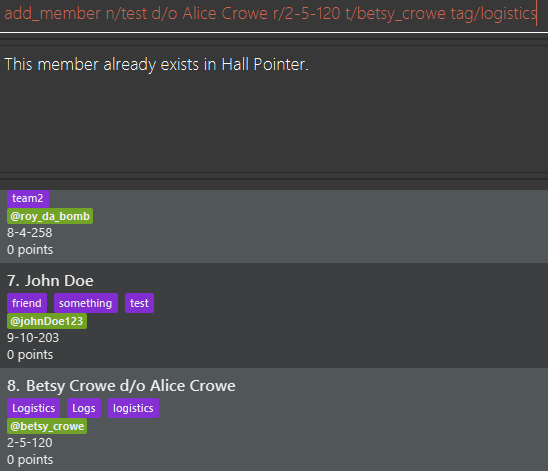 add_member n/test d/o Alice Crowe r/2-5-120 t/betsy_crowe tag/logistics
This member already exists in Hall Pointer.
team2
@roy_da_bomb
8-4-258
0 points
7. John Doe
friend something test
@johnDoe123
9-10-203
0 points
8. Betsy Crowe d/o Alice Crowe
Logistics Logs logistics
@betsy_crowe
2-5-120
0 points